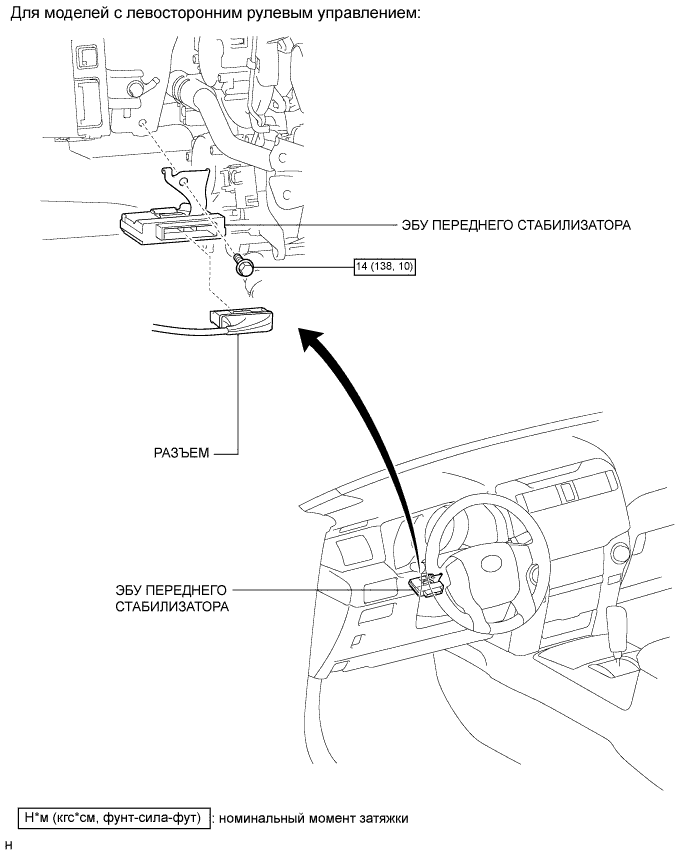 Для моделей с левосторонним рулевым управлением:
ЭБУ ПЕРЕДНЕГО СТАБИЛИЗАТОРА
14 (138, 10)
РАЗЪЕМ
ЭБУ ПЕРЕДНЕГО
СТАБИЛИЗАТОРА
Н*м (кгс*см, фунт-сила-фут) : номинальный момент затяжки
Н